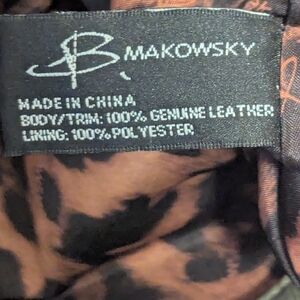 B. MAKOWSKY
MADE IN CHINA
BODY/TRIM: 100% GENUINE LEATHER
LINING: 100% POLYESTER